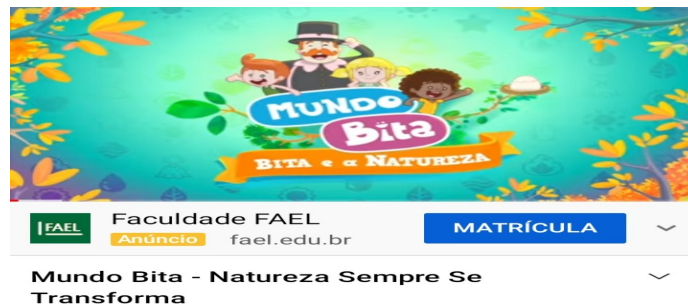 MUNDO
Bita
BITA e a NATUREZA
FAEL
Faculdade FAEL
Anúncio fael.edu.br
MATRÍCULA
Mundo Bita - Natureza Sempre Se
Transforma